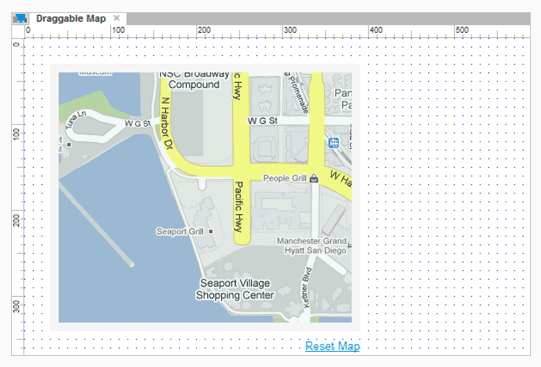 Draggable Map
0 100 200 300 400 500
0
100
200
300
Museum
NSC Broadway
Compound
c Hwy
Promenade
Pan
Pa
Tuna Ln
W G St
W G St
N Harbor Dr
People Grill
W Ha
Pacific Hwy
Seaport Grill
Manchester Grand
Hyatt San Diego
Seaport Village
Shopping Center
Kettner Blvd
Reset Map